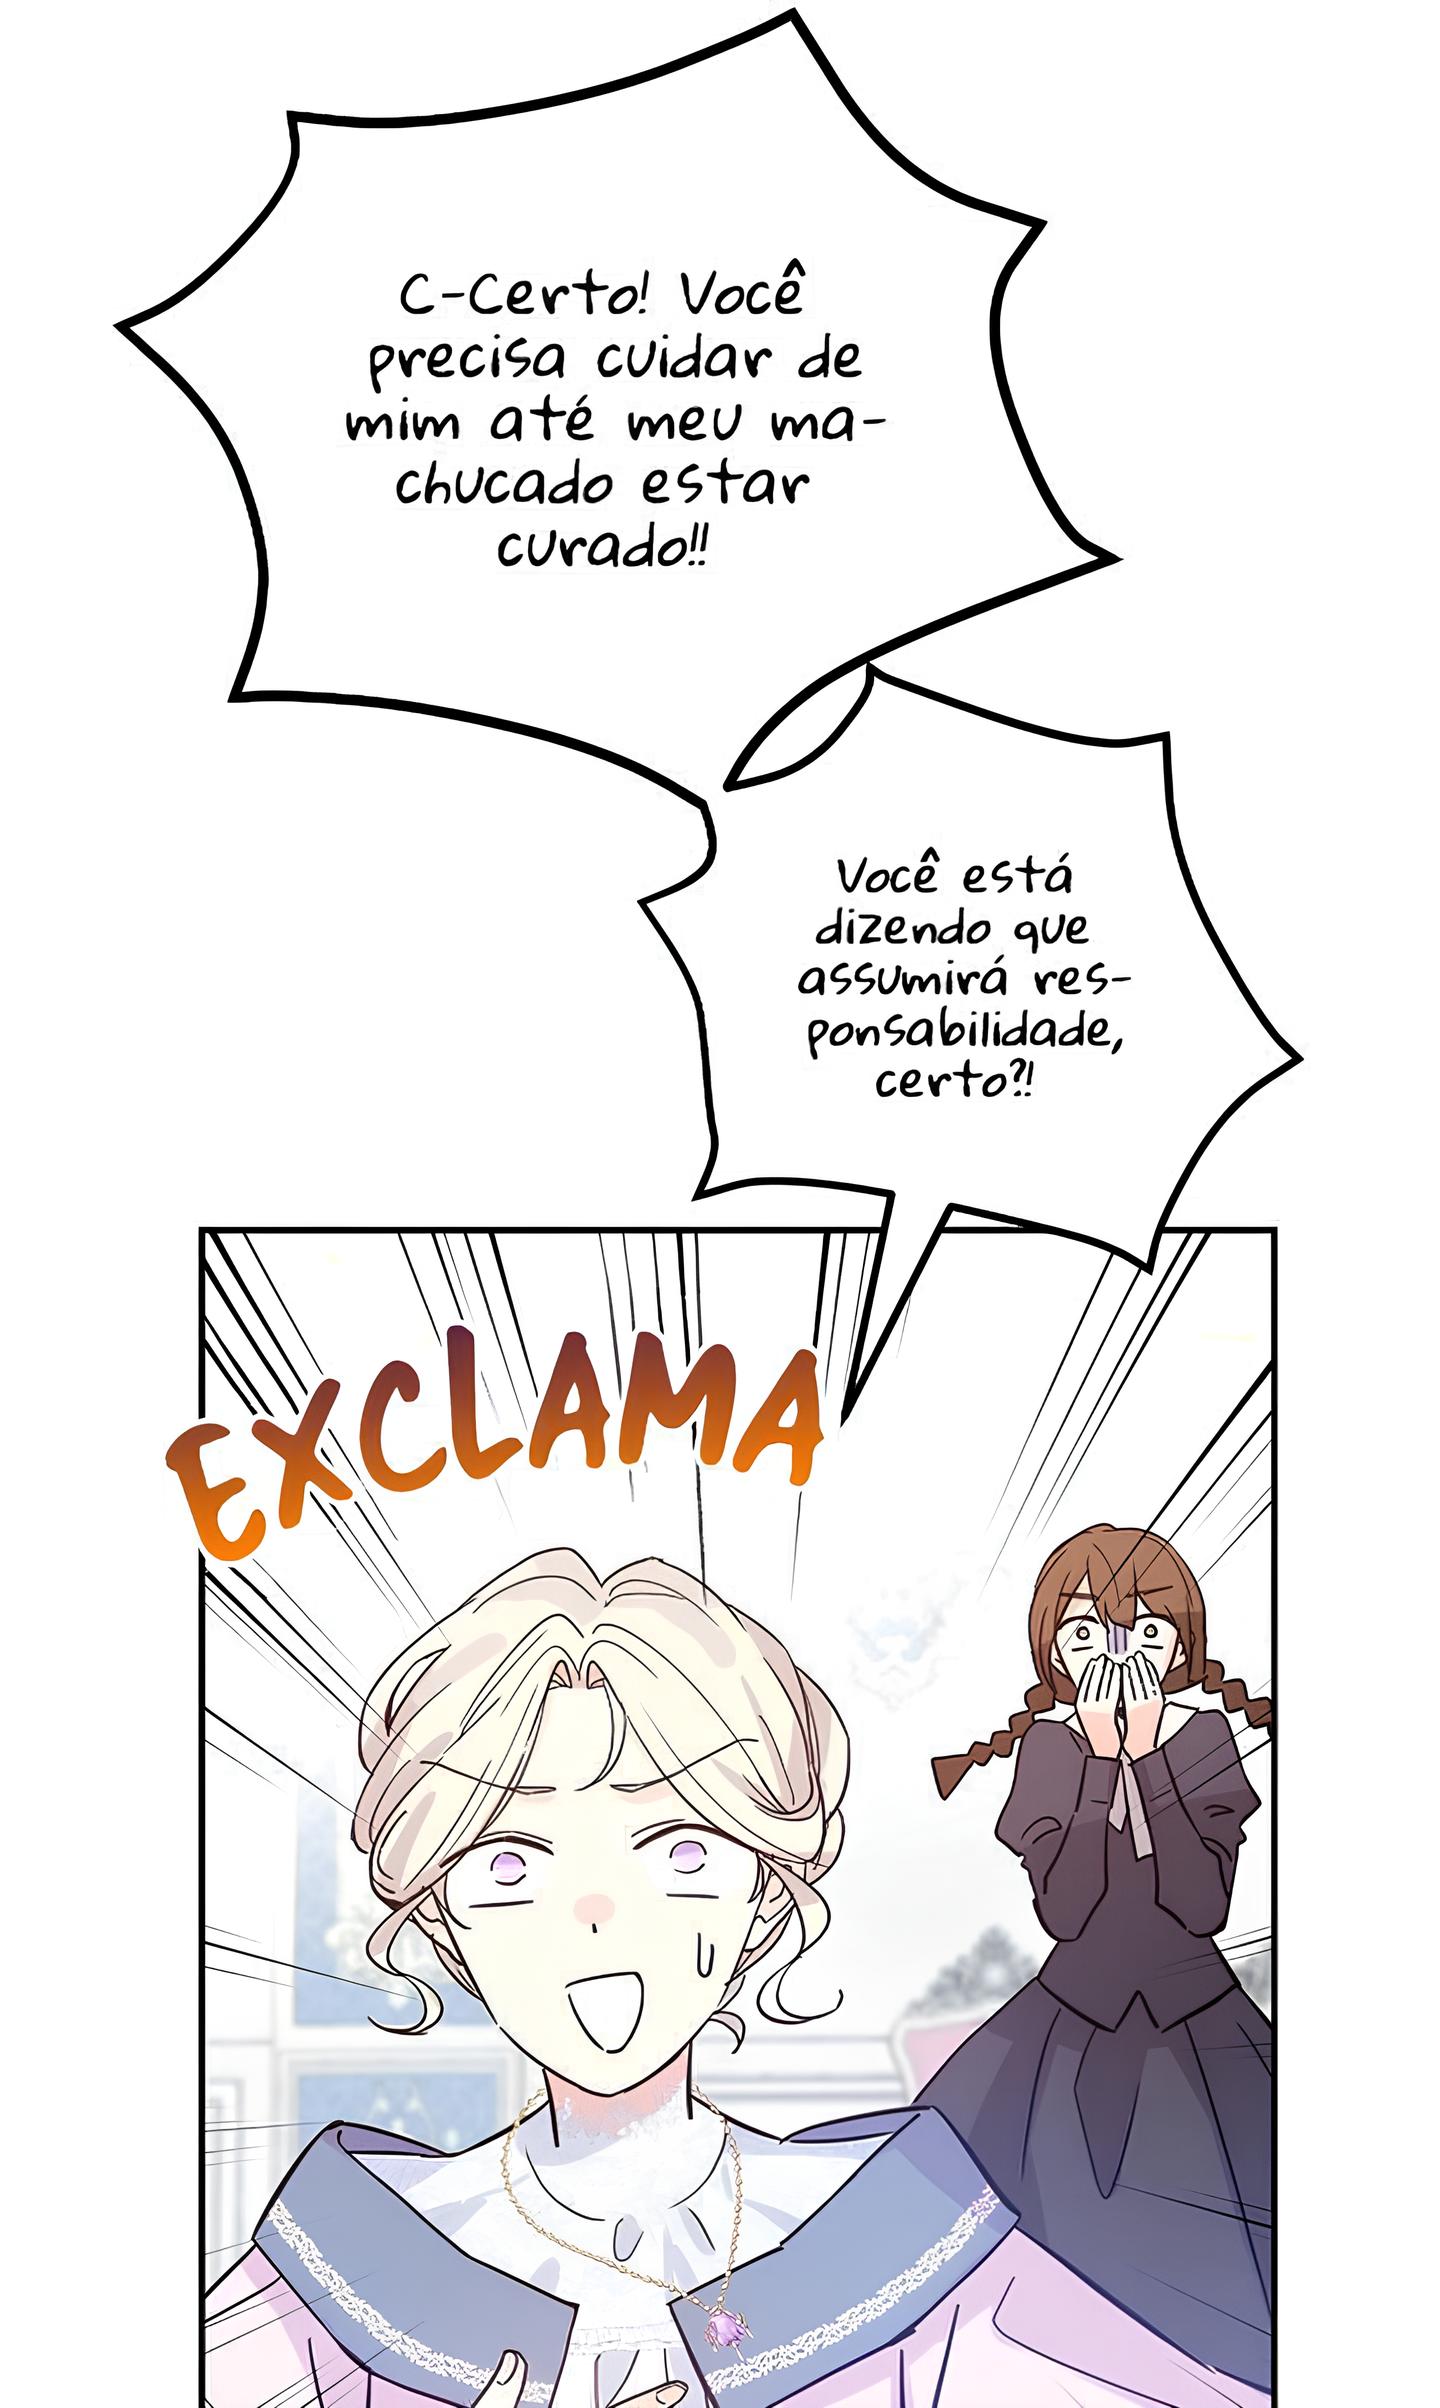 C-Certo! Você
precisa cuidar de
mim até meu ma-
chucado estar
curado!!
Você está
dizendo que
assumirá res-
ponsabilidade,
certo?!
EXCLAMA